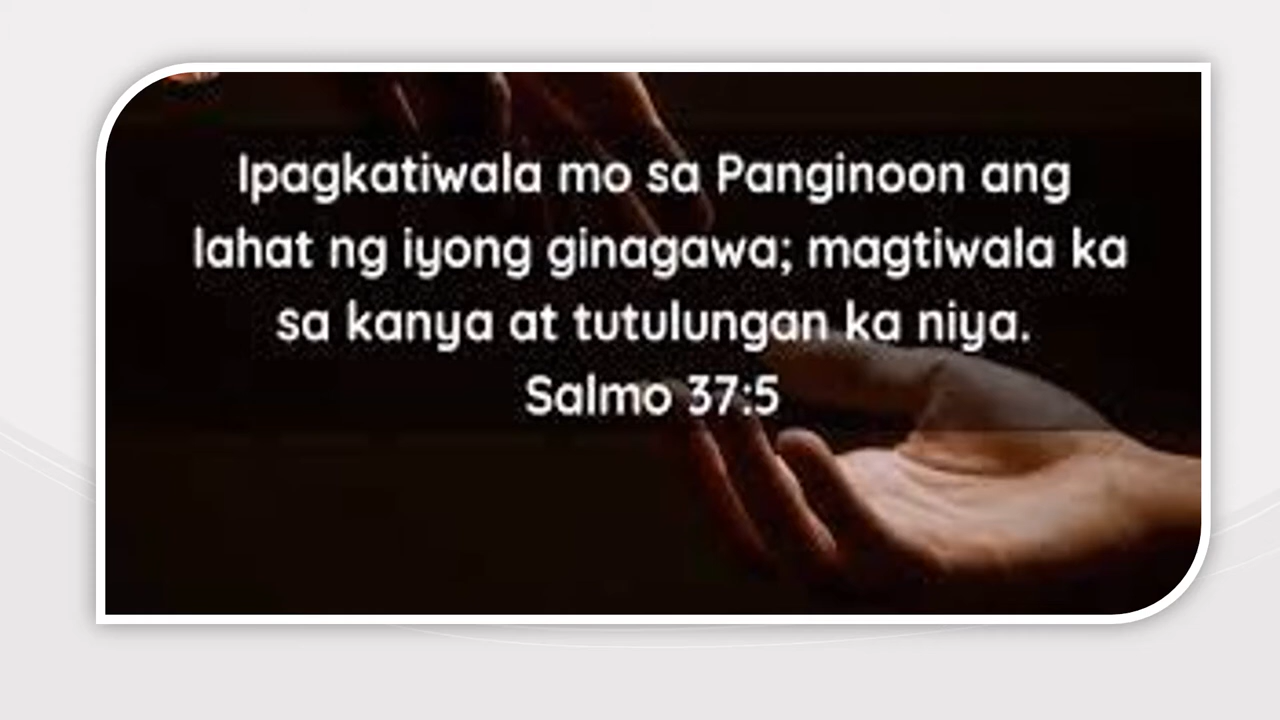 Ipagkatiwala mo sa Panginoon ang
lahat ng iyong ginagawa; magtiwala ka
sa kanya at tutulungan ka niya.
Salmo 37:5